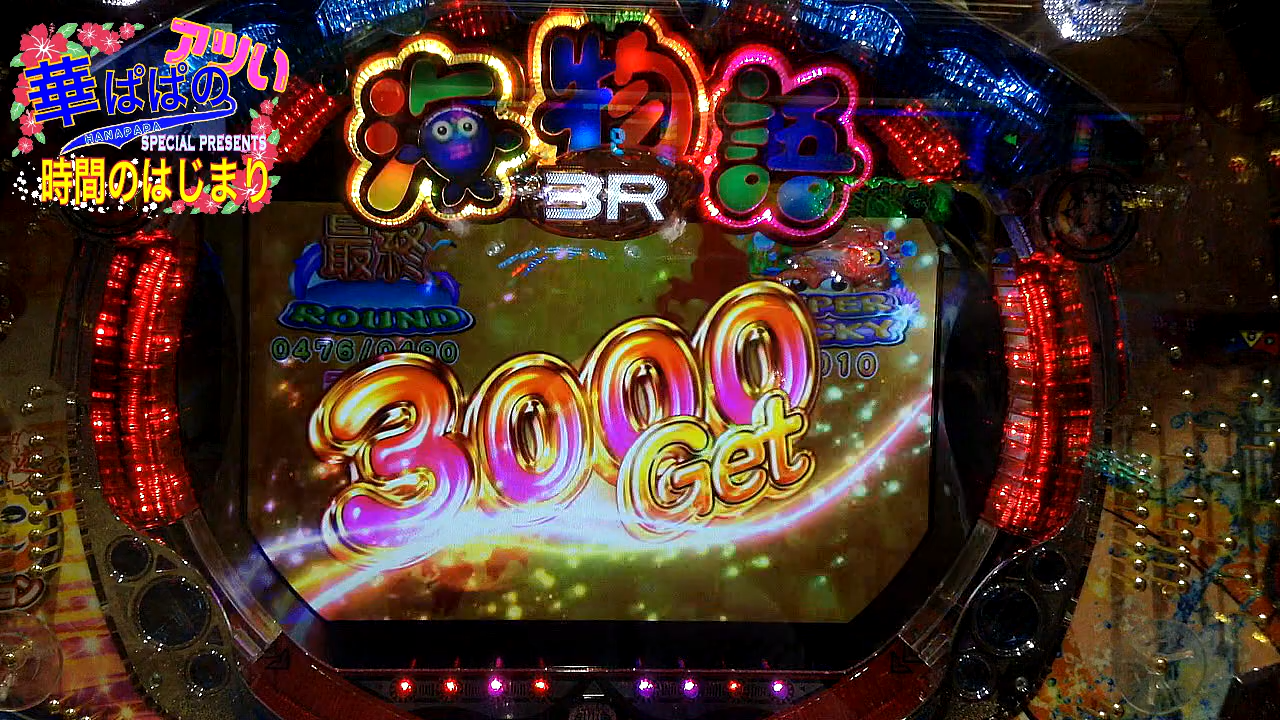 アツい
華ぱぱの
HANAPAPA
SPECIAL PRESENTS
時間のはじまり
海物語
3R
最終
ROUND
0476/0490
3000
Get